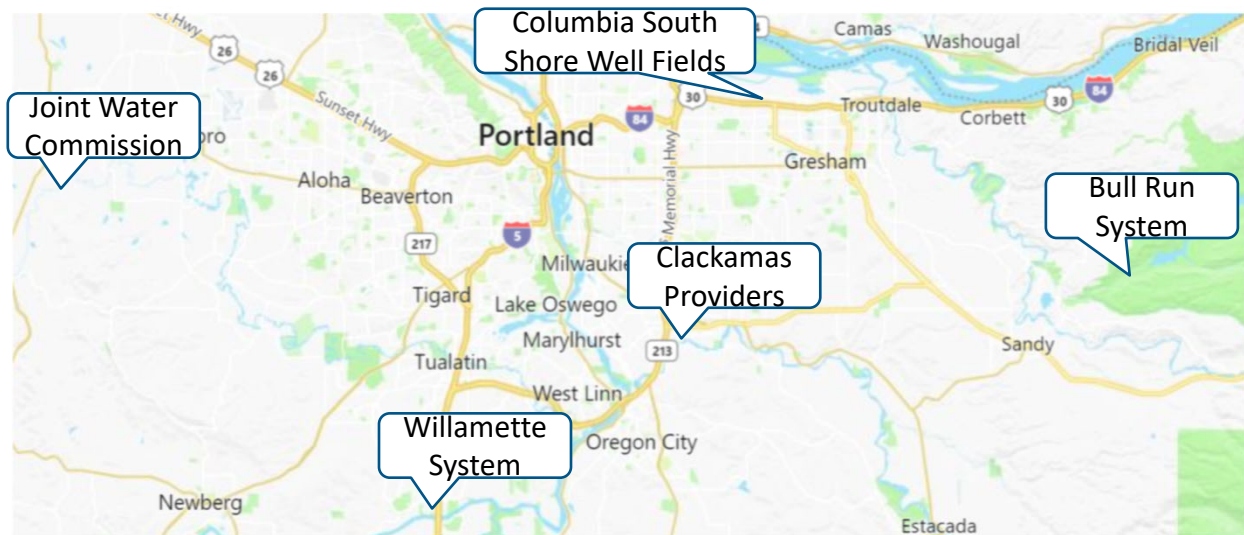 Columbia South
Shore Well Fields
Joint Water
Commission
Bull Run
System
Clackamas
Providers
Willamette
System
Hwy
26
26
Sunset Hwy
Portland
84
30
Memorial Hwy
Camas
Washougal
Bridal Veil
84
30
Troutdale
Corbett
Gresham
Aloha
Beaverton
217
5
Tigard
Lake Oswego
Marylhurst
Tualatin
213
Sandy
West Linn
Oregon City
Newberg
Estacada